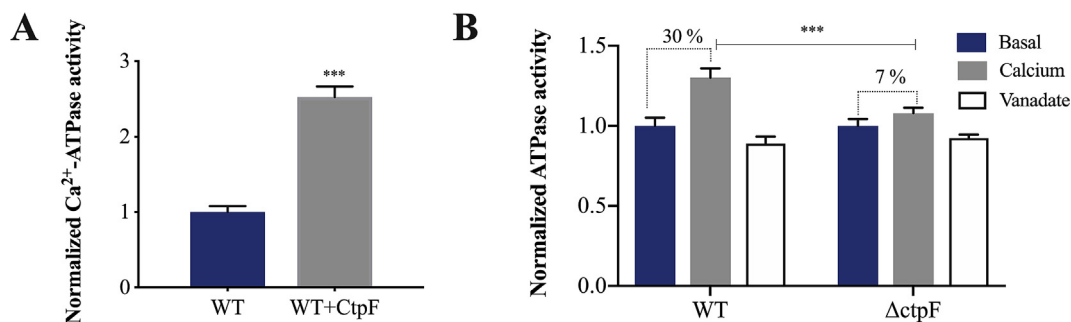 A
Normalized Ca²⁺-ATPase activity
3
2
1
0
***
WT
WT+CtpF
B
Normalized ATPase activity
1.5
1.0
0.5
0.0
30 %
***
7 %
WT
ΔctpF
Basal
Calcium
Vanadate